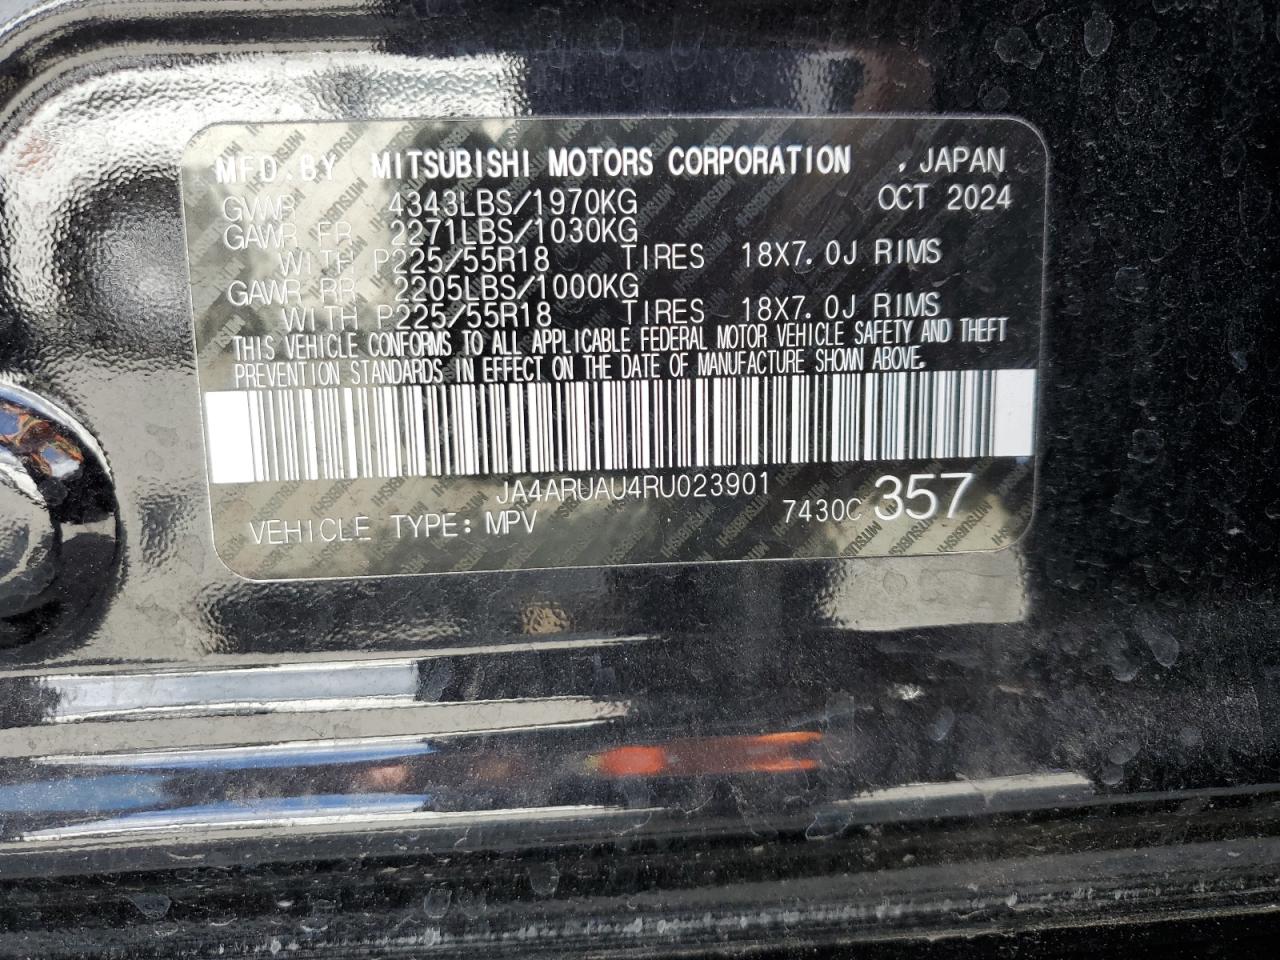 MFD.BY MITSUBISHI MOTORS CORPORATION , JAPAN
GVWR 4343LBS/1970KG OCT 2024
GAWR FR 2271LBS/1030KG
WITH P225/55R18 TIRES 18X7.0J RIMS
GAWR RR 2205LBS/1000KG
WITH P225/55R18 TIRES 18X7.0J RIMS
THIS VEHICLE CONFORMS TO ALL APPLICABLE FEDERAL MOTOR VEHICLE SAFETY AND THEFT
PREVENTION STANDARDS IN EFFECT ON THE DATE OF MANUFACTURE SHOWN ABOVE.
JA4ARUAU4RU023901
VEHICLE TYPE: MPV 7430C 357